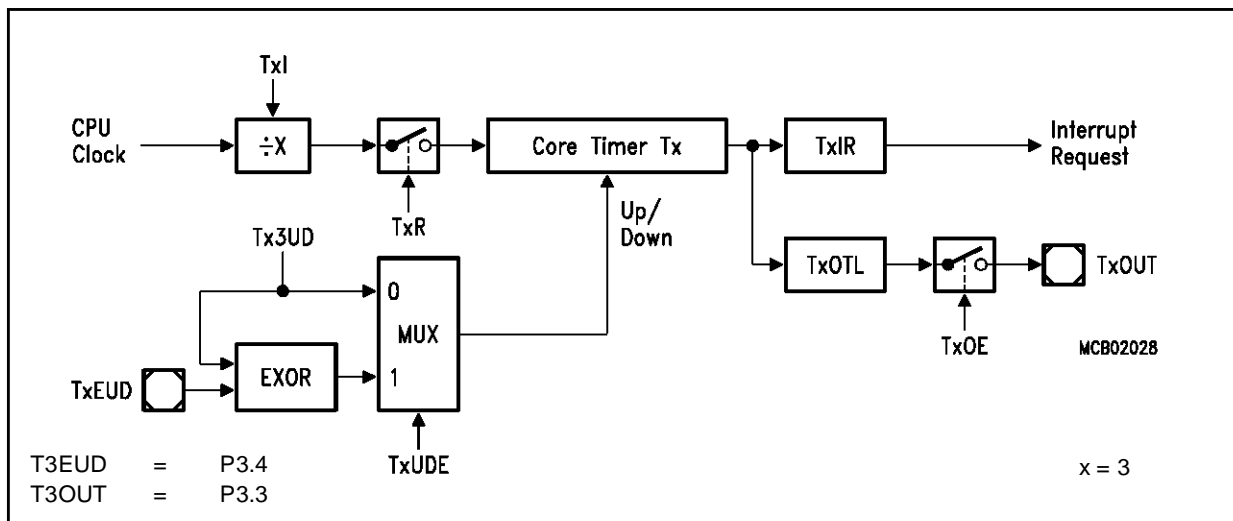 TxI
CPU
Clock
÷X
Core Timer Tx
TxIR
Interrupt
Request
TxR
Up/
Down
Tx3UD
TxOTL
TxOUT
0
MUX
TxOE
MCB02028
TxEUD
EXOR
1
TxUDE
T3EUD = P3.4
x = 3
T3OUT = P3.3